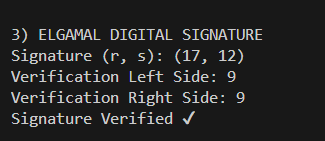 3) ELGAMAL DIGITAL SIGNATURE
Signature (r, s): (17, 12)
Verification Left Side: 9
Verification Right Side: 9
Signature Verified ✓